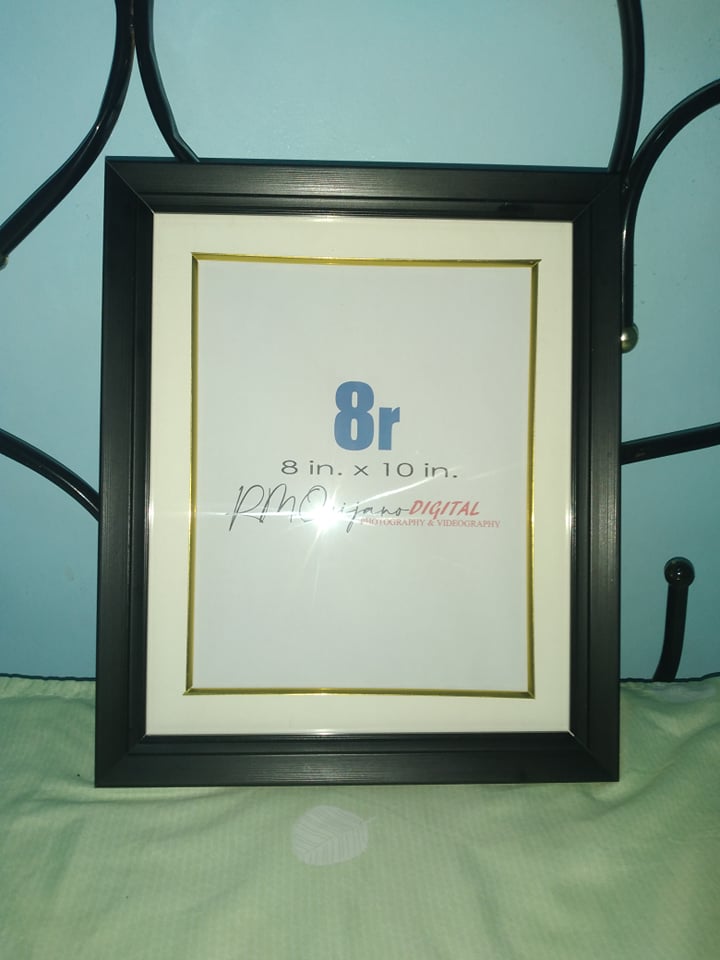 8r
8 in. x 10 in.
DIGITAL
PHOTOGRAPHY & VIDEOGRAPHY